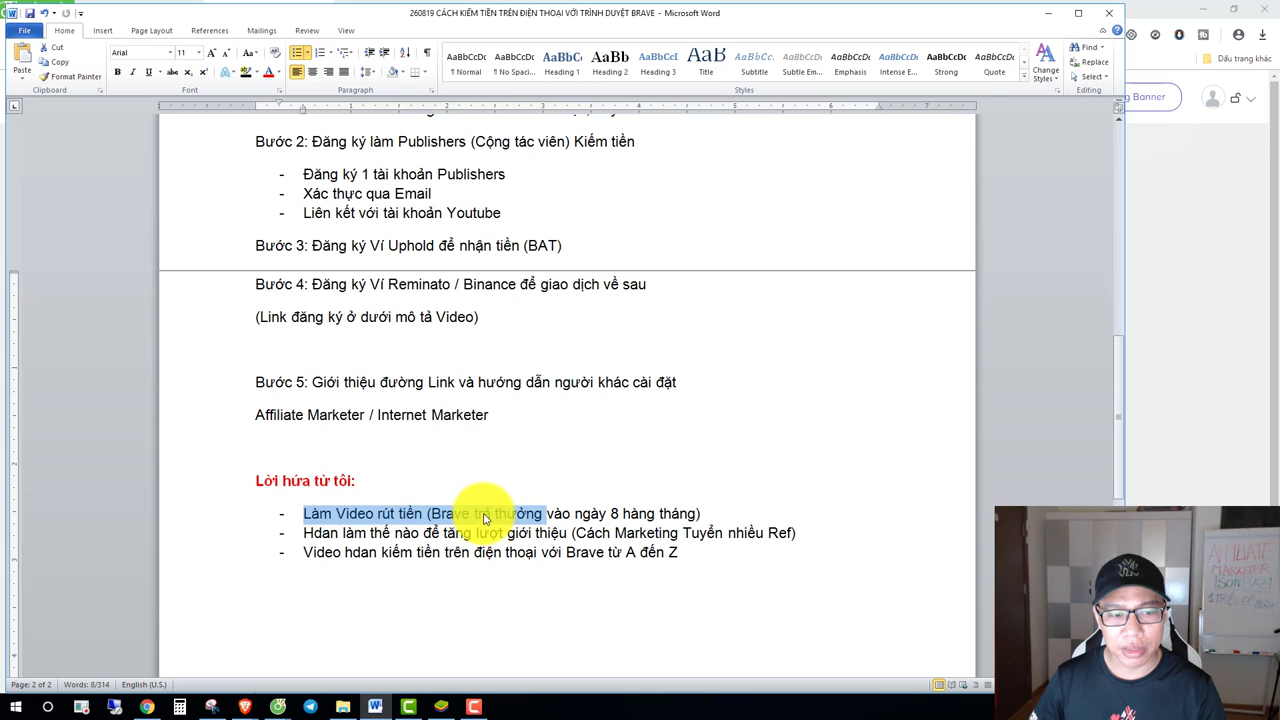 260819 CÁCH KIẾM TIỀN TRÊN ĐIỆN THOẠI VỚI TRÌNH DUYỆT BRAVE - Microsoft Word
File Home Insert Page Layout References Mailings Review View
Paste
Cut
Copy
Format Painter
Clipboard
Arial 11
Font
Paragraph
AaBbCcDc AaBbCcDc AaBbC AaBbCc AaBbCcI AaB AaBbCcL AaBbCcDc AaBbCcDc AaBbCcDc AaBbCcDc AaBbCcDc
¶ Normal ¶ No Spaci... Heading 1 Heading 2 Heading 3 Title Subtitle Subtle Em... Emphasis Intense E... Strong Quote
Change
Styles
Styles
Find
Replace
Select
Editing
Dấu trang khác
g Banner
Bước 2: Đăng ký làm Publishers (Cộng tác viên) Kiếm tiền
- Đăng ký 1 tài khoản Publishers
- Xác thực qua Email
- Liên kết với tài khoản Youtube
Bước 3: Đăng ký Ví Uphold để nhận tiền (BAT)
Bước 4: Đăng ký Ví Reminato / Binance để giao dịch về sau
(Link đăng ký ở dưới mô tả Video)
Bước 5: Giới thiệu đường Link và hướng dẫn người khác cài đặt
Affiliate Marketer / Internet Marketer
Lời hứa từ tôi:
- Làm Video rút tiền (Brave trả thưởng vào ngày 8 hàng tháng)
- Hdan làm thế nào để tăng lượt giới thiệu (Cách Marketing Tuyển nhiều Ref)
- Video hdan kiếm tiền trên điện thoại với Brave từ A đến Z
AFFILIATE
MARKETER
Page: 2 of 2 Words: 8/314 English (U.S.)